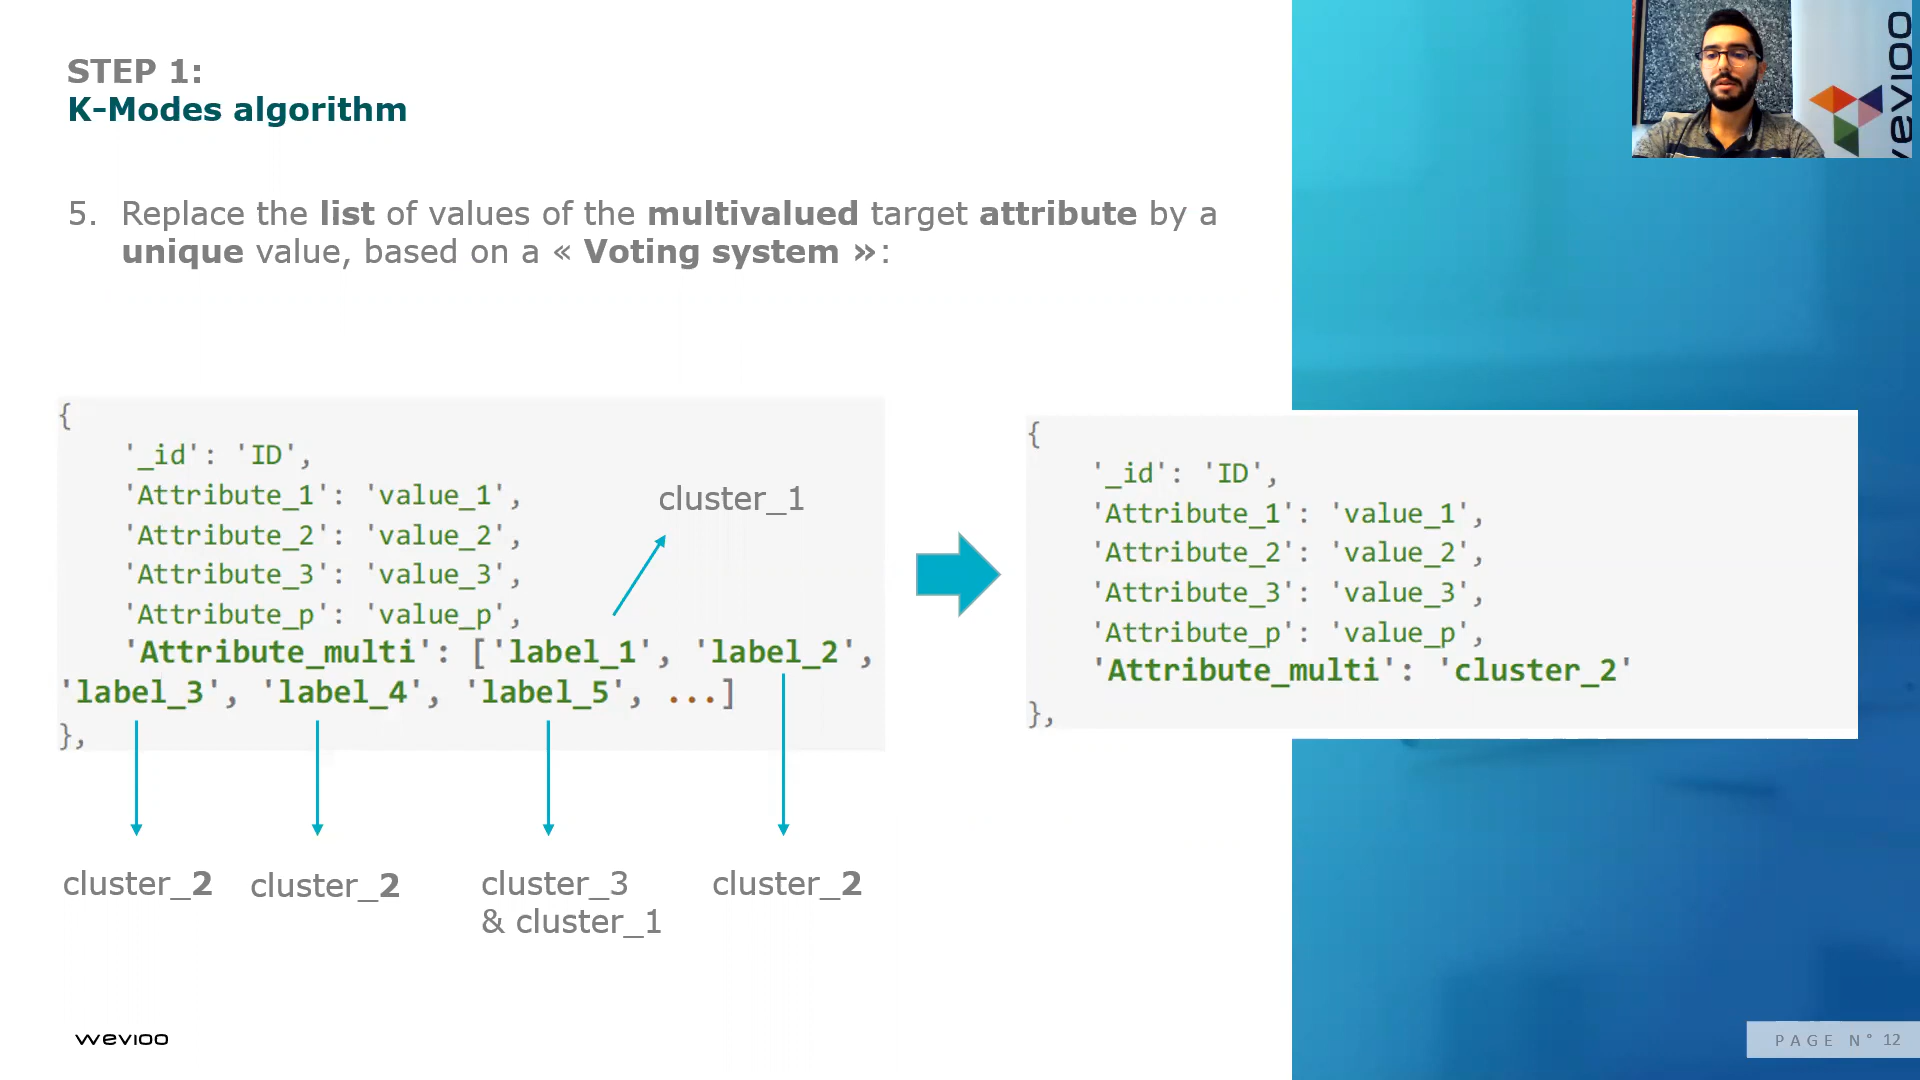 STEP 1:
K-Modes algorithm
5. Replace the list of values of the multivalued target attribute by a
unique value, based on a « Voting system »:
{
'_id': 'ID',
'Attribute_1': 'value_1',
'Attribute_2': 'value_2',
'Attribute_3': 'value_3',
'Attribute_p': 'value_p',
'Attribute_multi': ['label_1', 'label_2',
'label_3', 'label_4', 'label_5', ...]
},
cluster_1
cluster_2
cluster_2
cluster_3
& cluster_1
cluster_2
{
'_id': 'ID',
'Attribute_1': 'value_1',
'Attribute_2': 'value_2',
'Attribute_3': 'value_3',
'Attribute_p': 'value_p',
'Attribute_multi': 'cluster_2'
},
wevioo
wevioo
PAGE N° 12